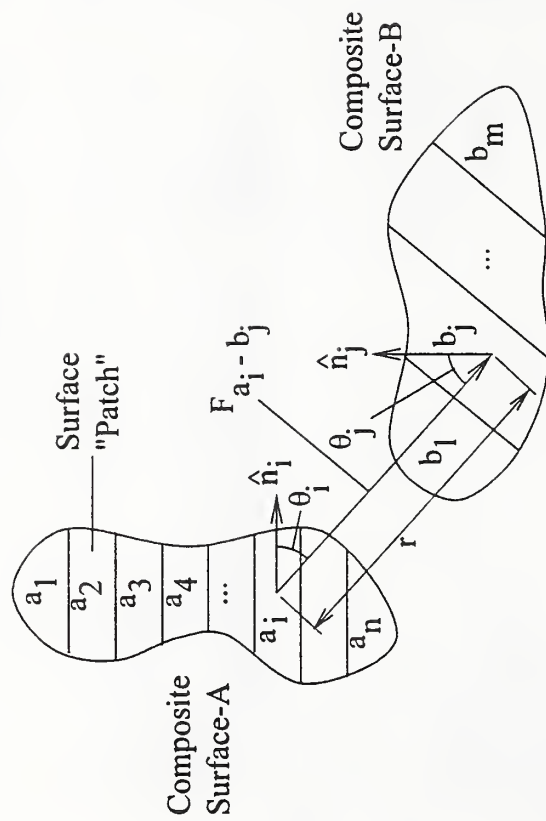 Surface
"Patch"
a1
a2
a3
a4
...
ai
an
Composite
Surface-A
n̂i
θi
F ai - bj
r
n̂j
θj
b1
bj
...
bm
Composite
Surface-B